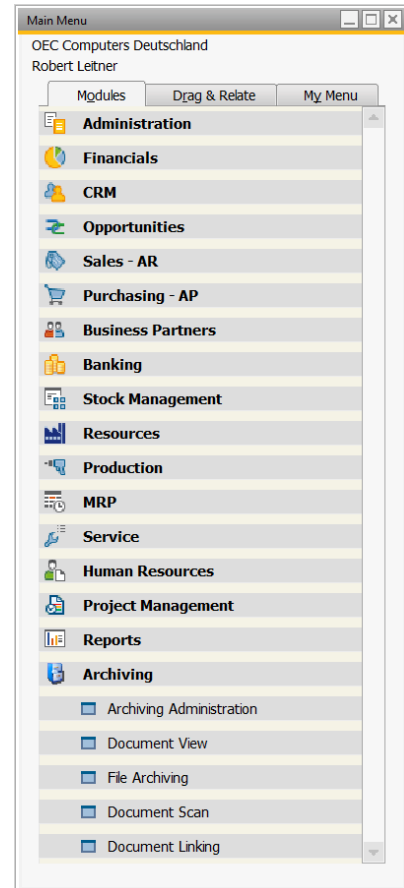 Main Menu
OEC Computers Deutschland
Robert Leitner
Modules Drag & Relate My Menu
Administration
Financials
CRM
Opportunities
Sales - AR
Purchasing - AP
Business Partners
Banking
Stock Management
Resources
Production
MRP
Service
Human Resources
Project Management
Reports
Archiving
Archiving Administration
Document View
File Archiving
Document Scan
Document Linking